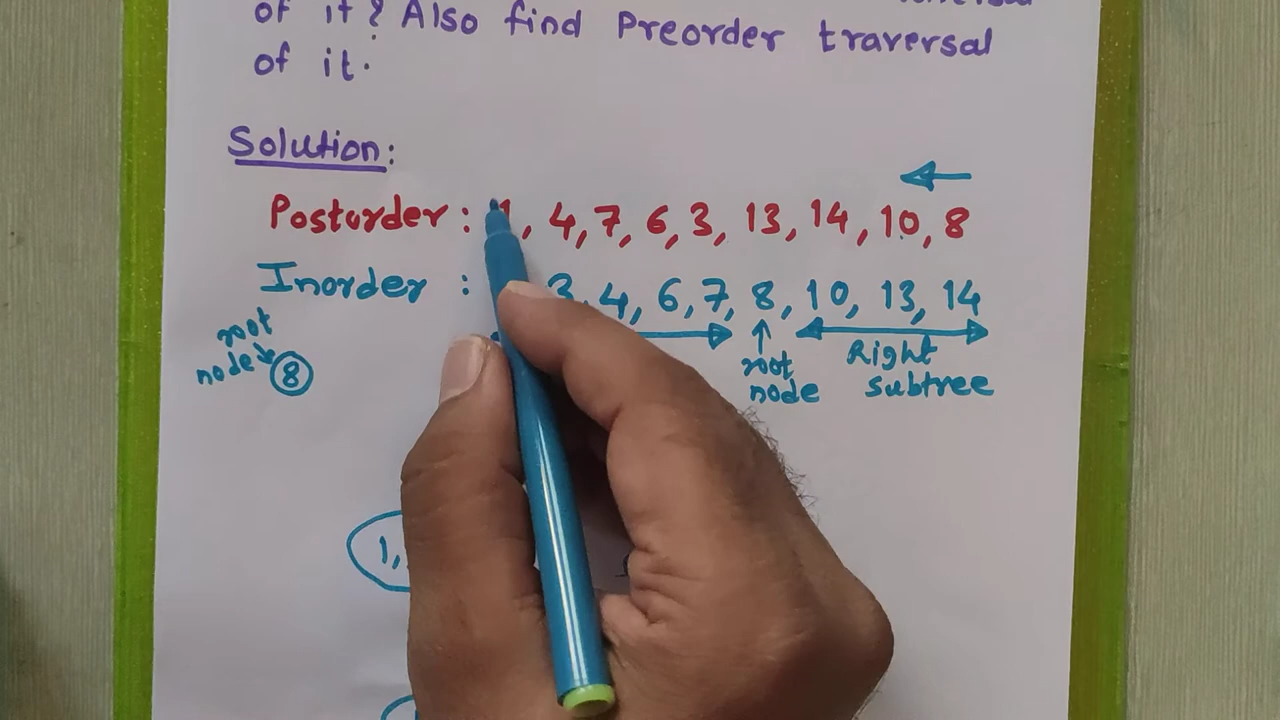 of it? Also find Preorder traversal
of it.
Solution:
Postorder : 1, 4, 7, 6, 3, 13, 14, 10, 8
Inorder : 3, 4, 6, 7, 8, 10, 13, 14
root
node
8
root
node
Right
subtree
1,